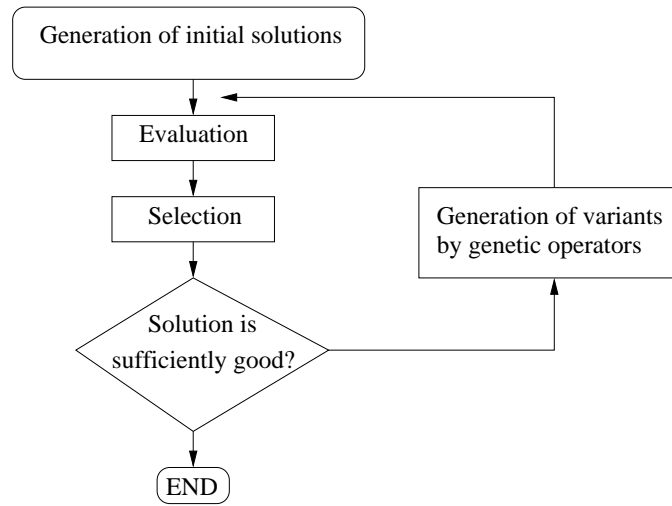 Generation of initial solutions
Evaluation
Selection
Generation of variants
by genetic operators
Solution is
sufficiently good?
END